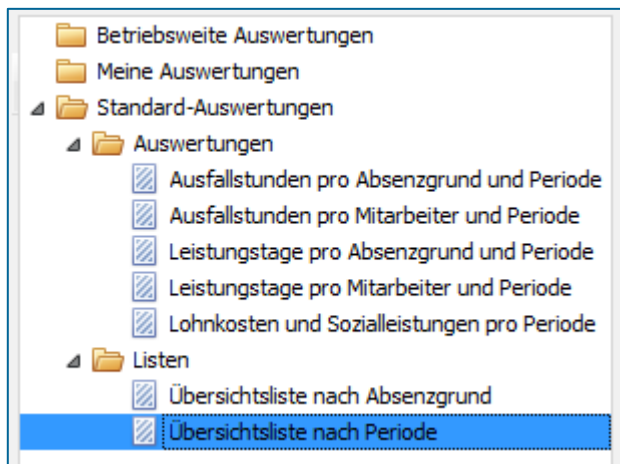 Betriebsweite Auswertungen
Meine Auswertungen
Standard-Auswertungen
Auswertungen
Ausfallstunden pro Absenzgrund und Periode
Ausfallstunden pro Mitarbeiter und Periode
Leistungstage pro Absenzgrund und Periode
Leistungstage pro Mitarbeiter und Periode
Lohnkosten und Sozialleistungen pro Periode
Listen
Übersichtsliste nach Absenzgrund
Übersichtsliste nach Periode